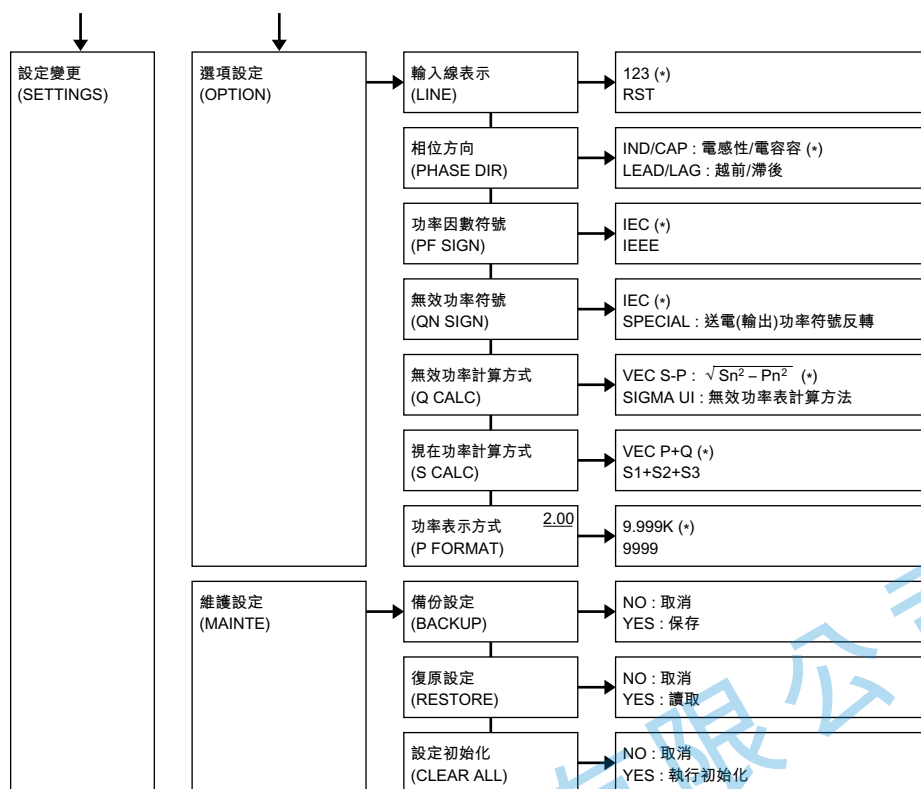 設定變更
(SETTINGS)
選項設定
(OPTION)
輸入線表示
(LINE)
123 (*)
RST
相位方向
(PHASE DIR)
IND/CAP : 電感性/電容容 (*)
LEAD/LAG : 越前/滯後
功率因數符號
(PF SIGN)
IEC (*)
IEEE
無效功率符號
(QN SIGN)
IEC (*)
SPECIAL : 送電(輸出)功率符號反轉
無效功率計算方式
(Q CALC)
VEC S-P : √Sn² – Pn² (*)
SIGMA UI : 無效功率表計算方法
視在功率計算方式
(S CALC)
VEC P+Q (*)
S1+S2+S3
功率表示方式 2.00
(P FORMAT)
9.999K (*)
9999
維護設定
(MAINTE)
備份設定
(BACKUP)
NO : 取消
YES : 保存
復原設定
(RESTORE)
NO : 取消
YES : 讀取
設定初始化
(CLEAR ALL)
NO : 取消
YES : 執行初始化
有限公司